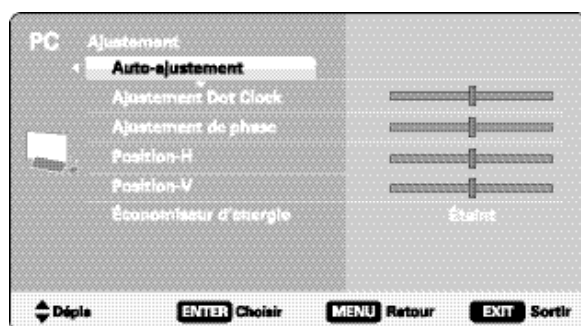 PC Ajustement
Auto-ajustement
Ajustement Dot Clock
Ajustement de phase
Position-H
Position-V
Économiseur d'energie Éteint
Dépla ENTER Choisir MENU Retour EXIT Sortir